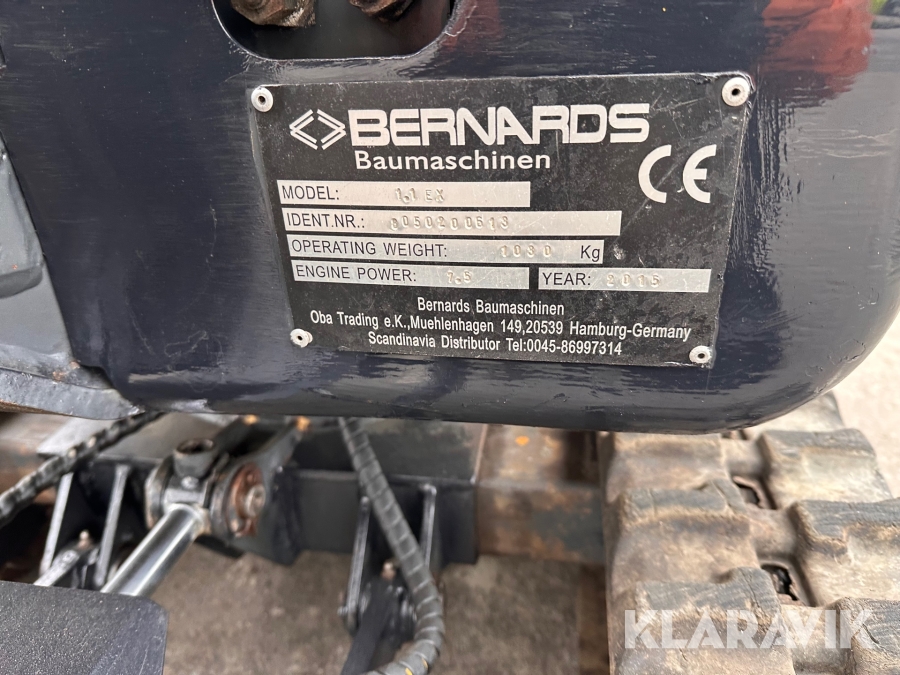 BERNARDS
Baumaschinen
CE
MODEL: 1.1 EX
IDENT.NR.: 0050200613
OPERATING WEIGHT: 1030 Kg
ENGINE POWER: 7.5 YEAR: 2015
Bernards Baumaschinen
Oba Trading e.K.,Muehlenhagen 149,20539 Hamburg-Germany
Scandinavia Distributor Tel:0045-86997314
KLARAVIK